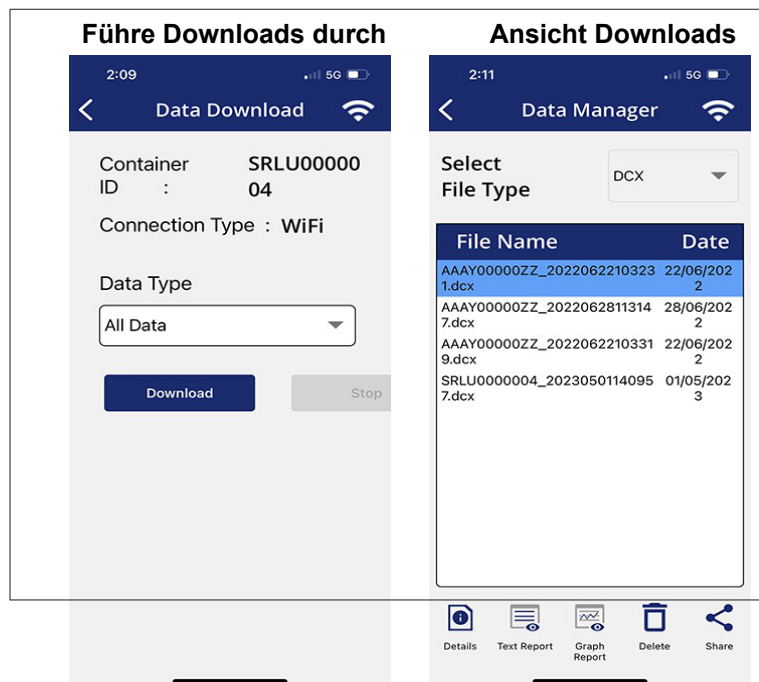 Führe Downloads durch
2:09
5G
Data Download
Container
ID :
SRLU00000
04
Connection Type : WiFi
Data Type
All Data
Download
Stop
Ansicht Downloads
2:11
5G
Data Manager
Select
File Type
DCX
File Name Date
AAAY00000ZZ_2022062210323 22/06/202
1.dcx 2
AAAY00000ZZ_2022062811314 28/06/202
7.dcx 2
AAAY00000ZZ_2022062210331 22/06/202
9.dcx 2
SRLU0000004_2023050114095 01/05/202
7.dcx 3
Details
Text Report
Graph
Report
Delete
Share